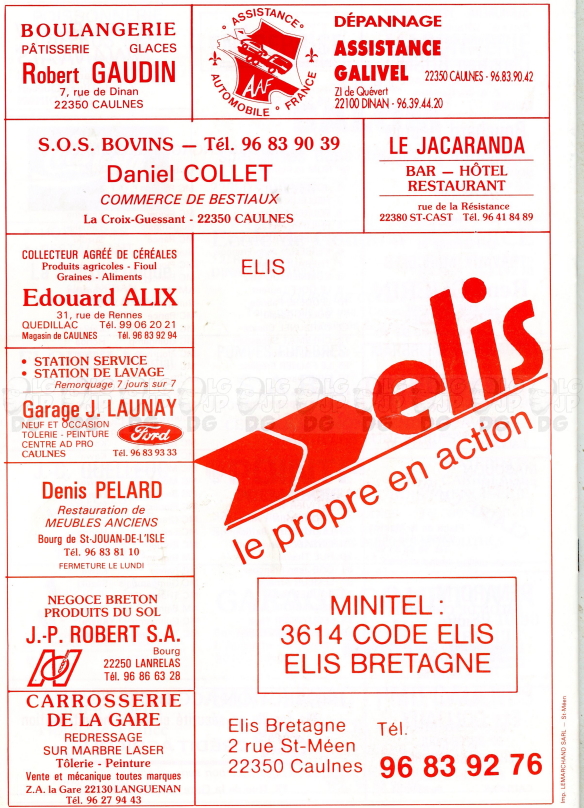 BOULANGERIE
PÂTISSERIE GLACES
Robert GAUDIN
7, rue de Dinan
22350 CAULNES
ASSISTANCE
AUTOMOBILE FRANCE
AAF
DÉPANNAGE
ASSISTANCE
GALIVEL 22350 CAULNES - 96.83.90.42
ZI de Quévert
22100 DINAN - 96.39.44.20
S.O.S. BOVINS — Tél. 96 83 90 39
Daniel COLLET
COMMERCE DE BESTIAUX
La Croix-Guessant - 22350 CAULNES
LE JACARANDA
BAR — HÔTEL
RESTAURANT
rue de la Résistance
22380 ST-CAST Tél. 96 41 84 89
COLLECTEUR AGRÉÉ DE CÉRÉALES
Produits agricoles - Fioul
Graines - Aliments
Edouard ALIX
31, rue de Rennes
QUEDILLAC Tél. 99 06 20 21
Magasin de CAULNES Tél. 96 83 92 94
• STATION SERVICE
• STATION DE LAVAGE
Remorquage 7 jours sur 7
Garage J. LAUNAY
NEUF ET OCCASION
TOLERIE - PEINTURE
CENTRE AD PRO
CAULNES
Ford
Tél. 96 83 93 33
Denis PELARD
Restauration de
MEUBLES ANCIENS
Bourg de St-JOUAN-DE-L'ISLE
Tél. 96 83 81 10
FERMETURE LE LUNDI
NEGOCE BRETON
PRODUITS DU SOL
J.-P. ROBERT S.A.
Bourg
22250 LANRELAS
Tél. 96 86 63 28
CARROSSERIE
DE LA GARE
REDRESSAGE
SUR MARBRE LASER
Tôlerie - Peinture
Vente et mécanique toutes marques
Z.A. la Gare 22130 LANGUENAN
Tél. 96 27 94 43
ELIS
elis
le propre en action
MINITEL :
3614 CODE ELIS
ELIS BRETAGNE
Elis Bretagne
2 rue St-Méen
22350 Caulnes
Tél.
96 83 92 76
Imp. LEMARCHAND SARL - St-Méen